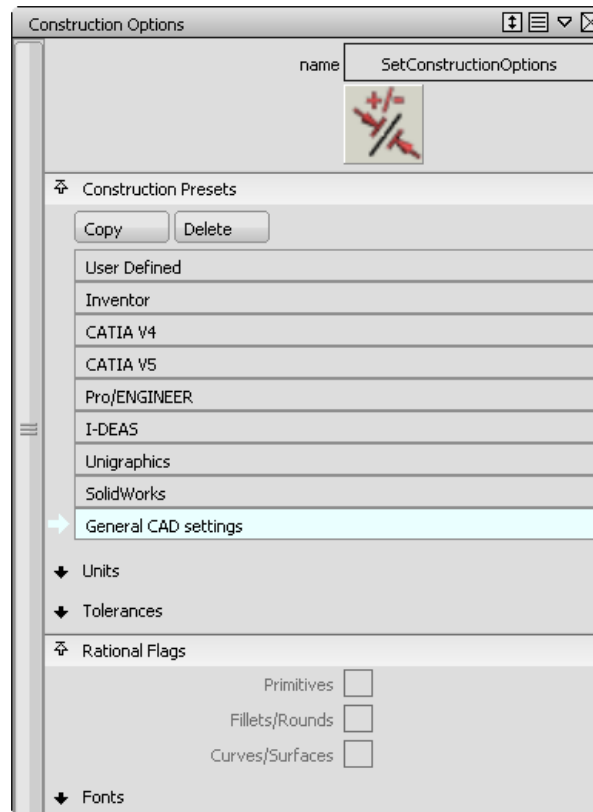 Construction Options
name SetConstructionOptions
+/-
Construction Presets
Copy Delete
User Defined
Inventor
CATIA V4
CATIA V5
Pro/ENGINEER
I-DEAS
Unigraphics
SolidWorks
General CAD settings
Units
Tolerances
Rational Flags
Primitives
Fillets/Rounds
Curves/Surfaces
Fonts